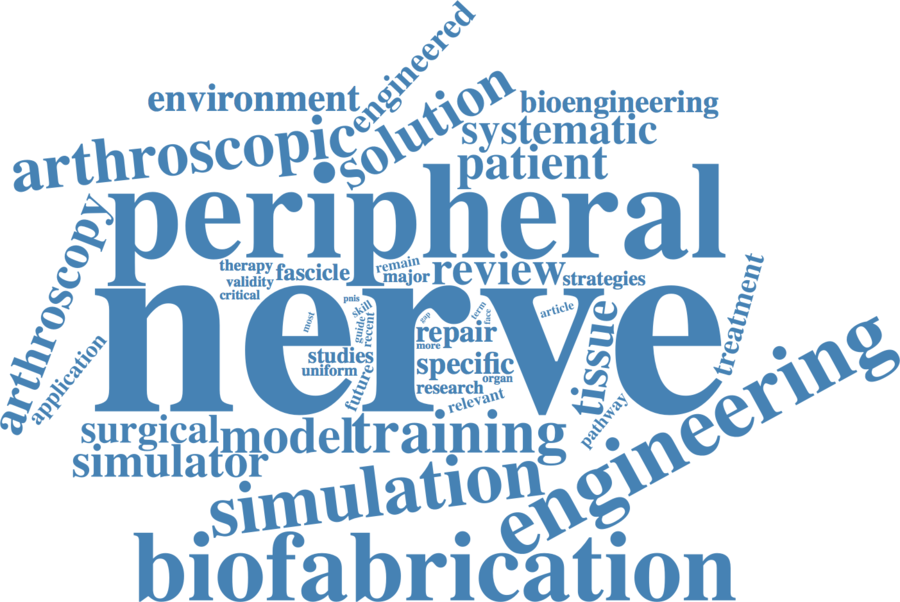 engineered
environment
solution
bioengineering
arthroscopic
systematic
patient
peripheral
arthroscopy
therapy
fascicle
remain
major
review
strategies
validity
critical
nerve
pnis
skill
guide
recent
most
gap
term
face
article
tissue
treatment
repair
more
studies
uniform
specific
organ
research
relevant
future
application
pathway
engineering
surgical
model
training
simulator
simulation
biofabrication